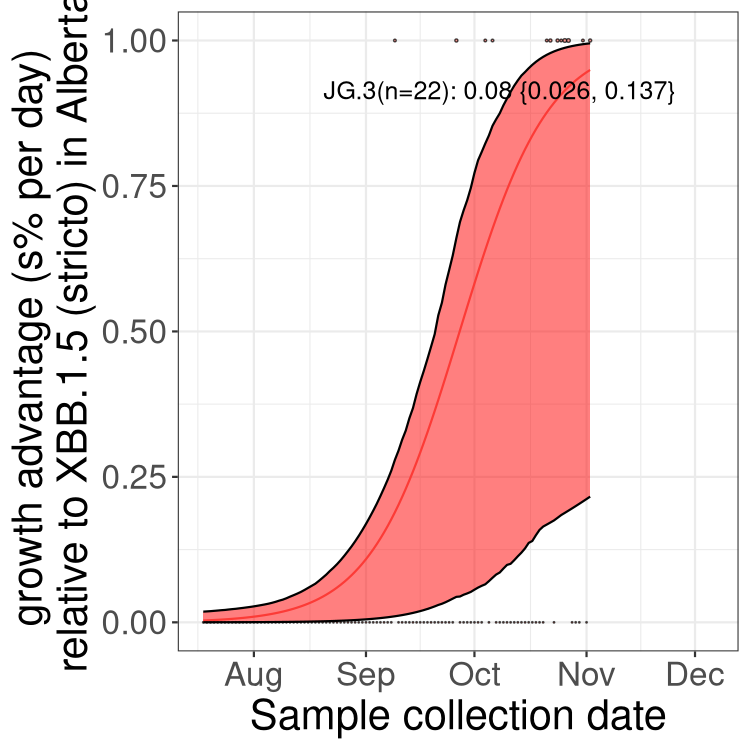 growth advantage (s% per day)
relative to XBB.1.5 (stricto) in Alberta
1.00
JG.3(n=22): 0.08 {0.026, 0.137}
0.75
0.50
0.25
0.00
Aug Sep Oct Nov Dec
Sample collection date